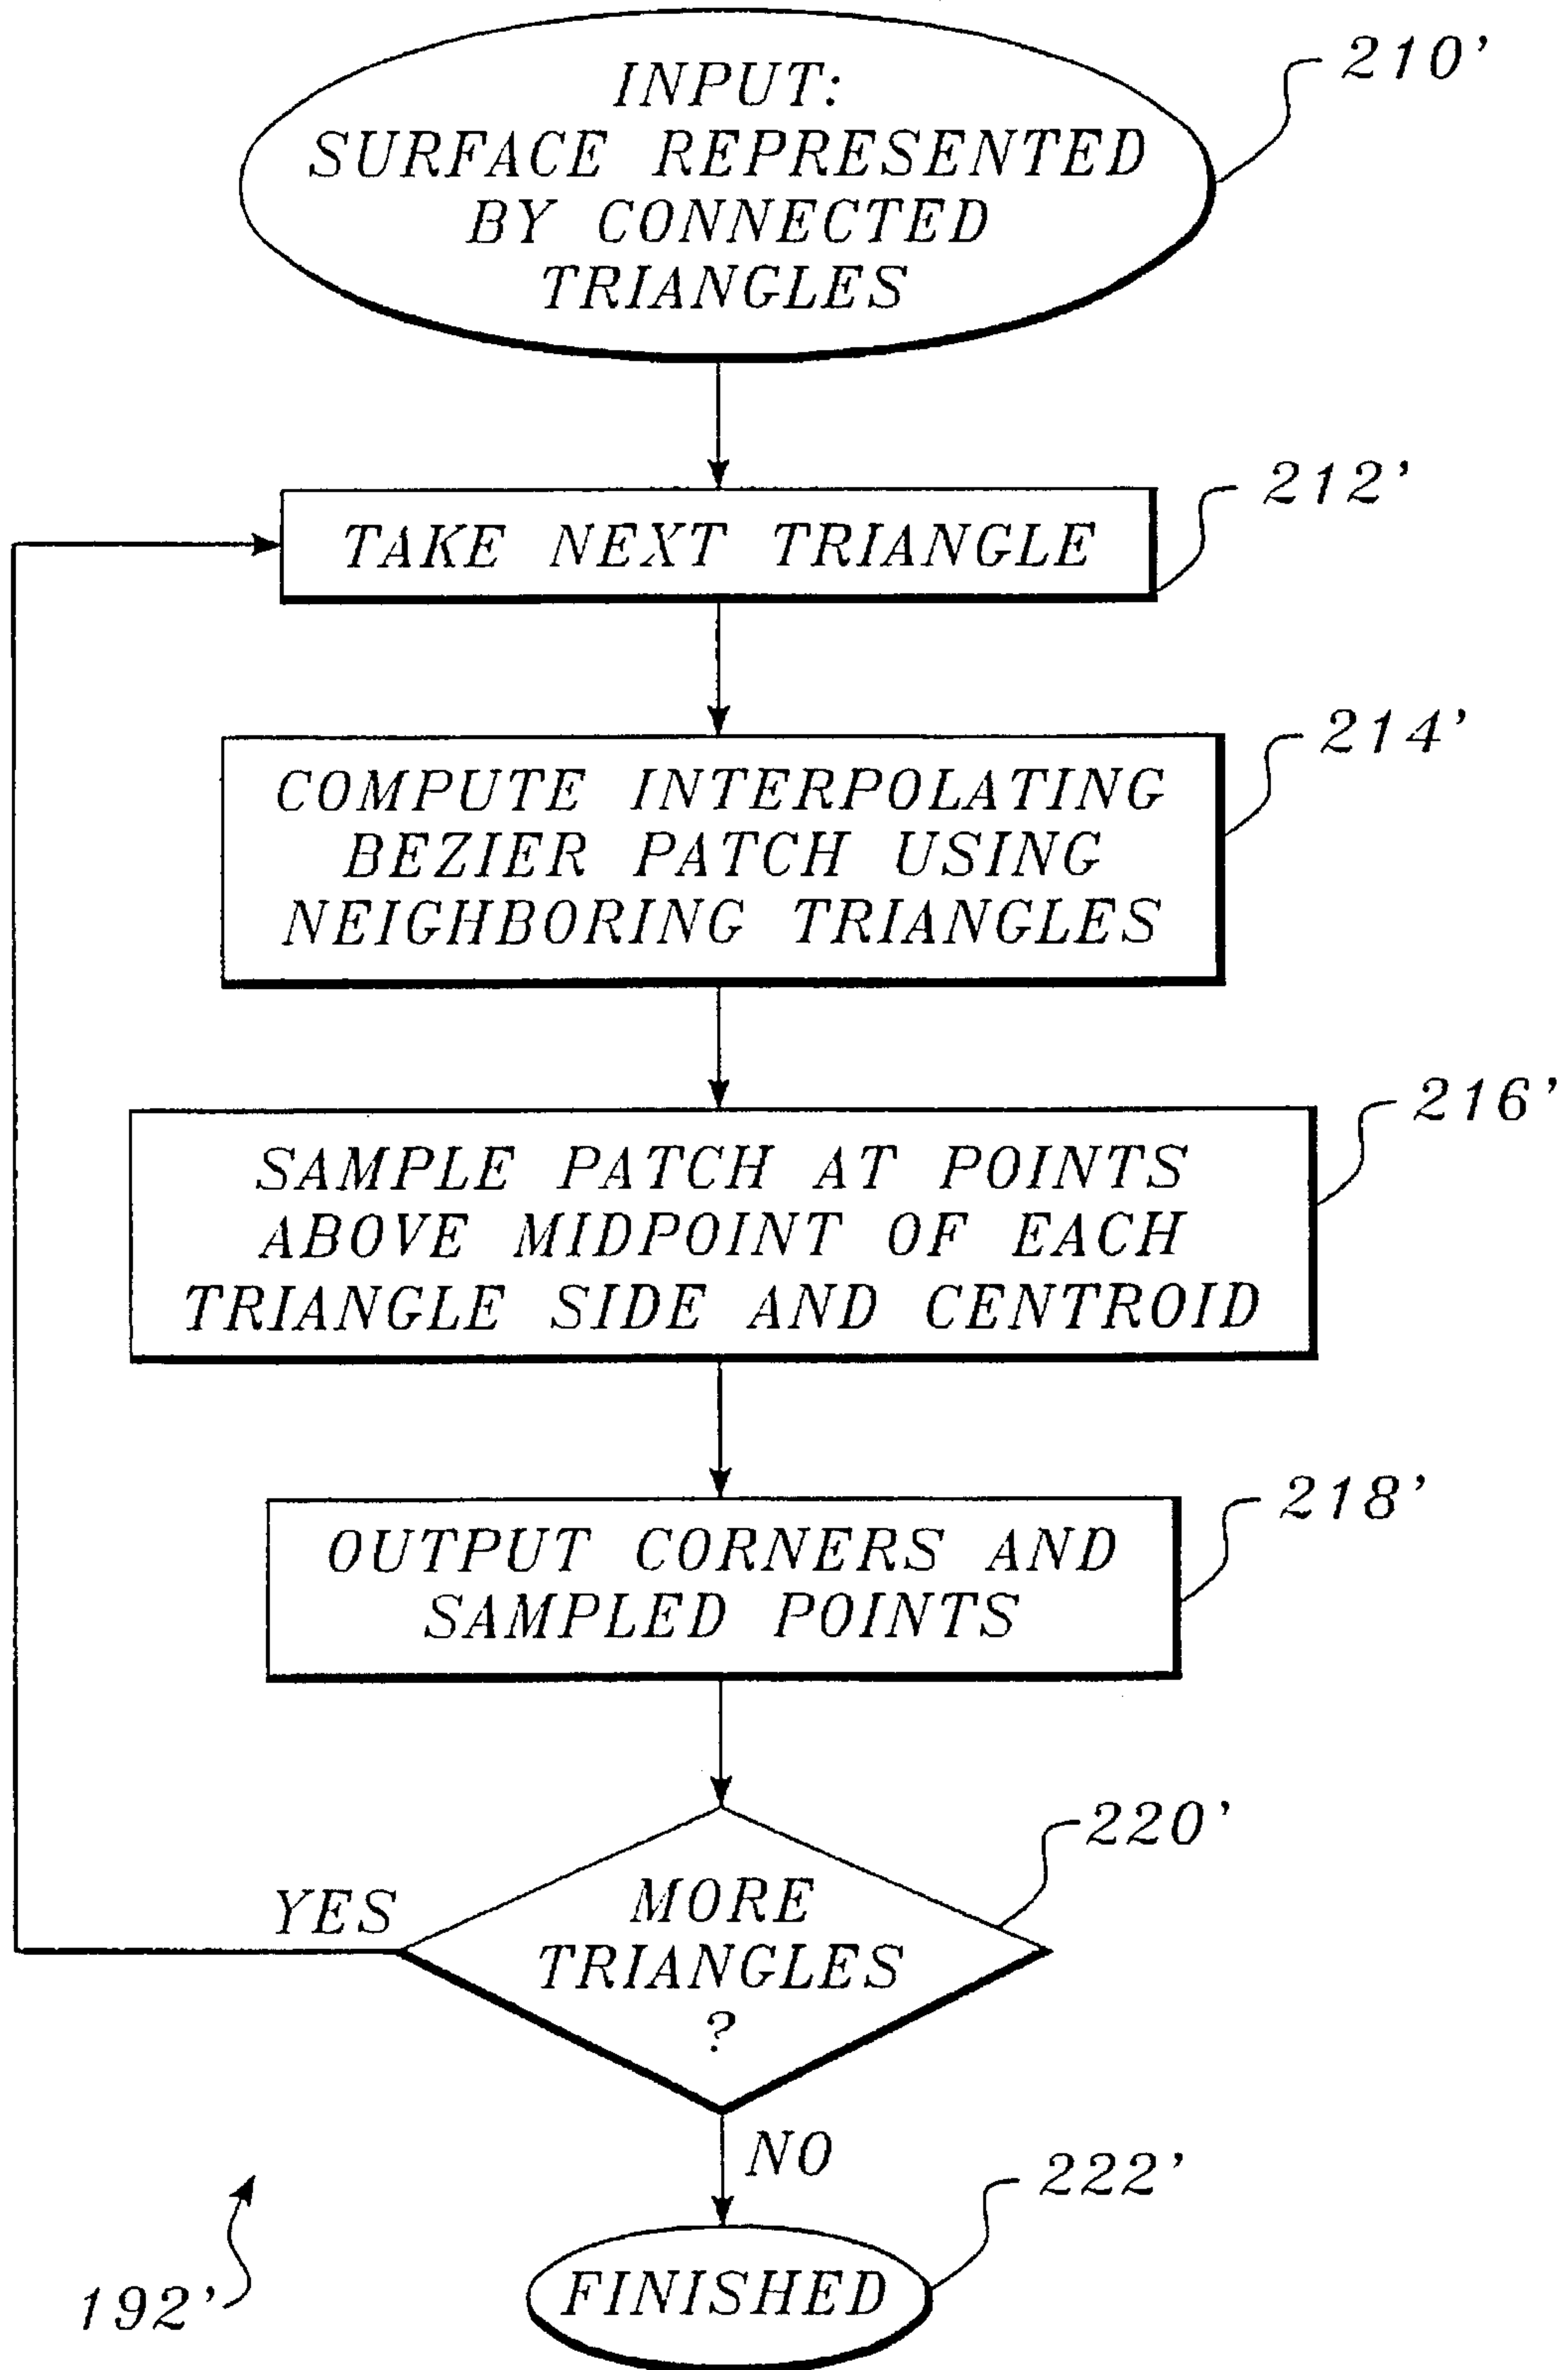 INPUT:
SURFACE REPRESENTED
BY CONNECTED
TRIANGLES
210'
TAKE NEXT TRIANGLE
212'
COMPUTE INTERPOLATING
BEZIER PATCH USING
NEIGHBORING TRIANGLES
214'
SAMPLE PATCH AT POINTS
ABOVE MIDPOINT OF EACH
TRIANGLE SIDE AND CENTROID
216'
OUTPUT CORNERS AND
SAMPLED POINTS
218'
MORE
TRIANGLES
?
220'
YES
NO
FINISHED
222'
192'